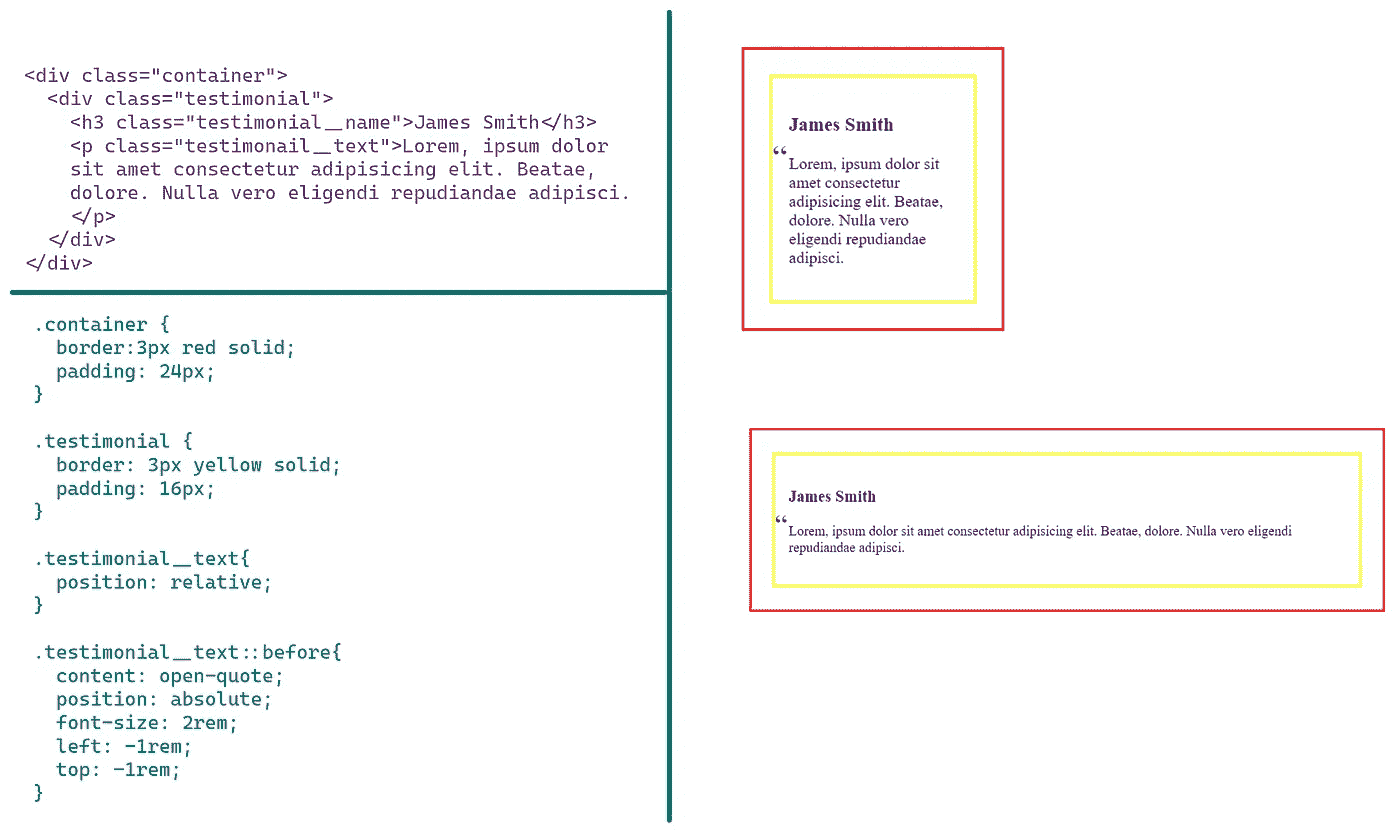 <div class="container">
<div class="testimonial">
<h3 class="testimonial__name">James Smith</h3>
<p class="testimonail__text">Lorem, ipsum dolor
sit amet consectetur adipisicing elit. Beatae,
dolore. Nulla vero eligendi repudiandae adipisci.
</p>
</div>
</div>
.container {
border:3px red solid;
padding: 24px;
}
.testimonial {
border: 3px yellow solid;
padding: 16px;
}
.testimonial__text{
position: relative;
}
.testimonial__text::before{
content: open-quote;
position: absolute;
font-size: 2rem;
left: -1rem;
top: -1rem;
}
James Smith
“
Lorem, ipsum dolor sit
amet consectetur
adipisicing elit. Beatae,
dolore. Nulla vero
eligendi repudiandae
adipisci.
James Smith
“
Lorem, ipsum dolor sit amet consectetur adipisicing elit. Beatae, dolore. Nulla vero eligendi
repudiandae adipisci.